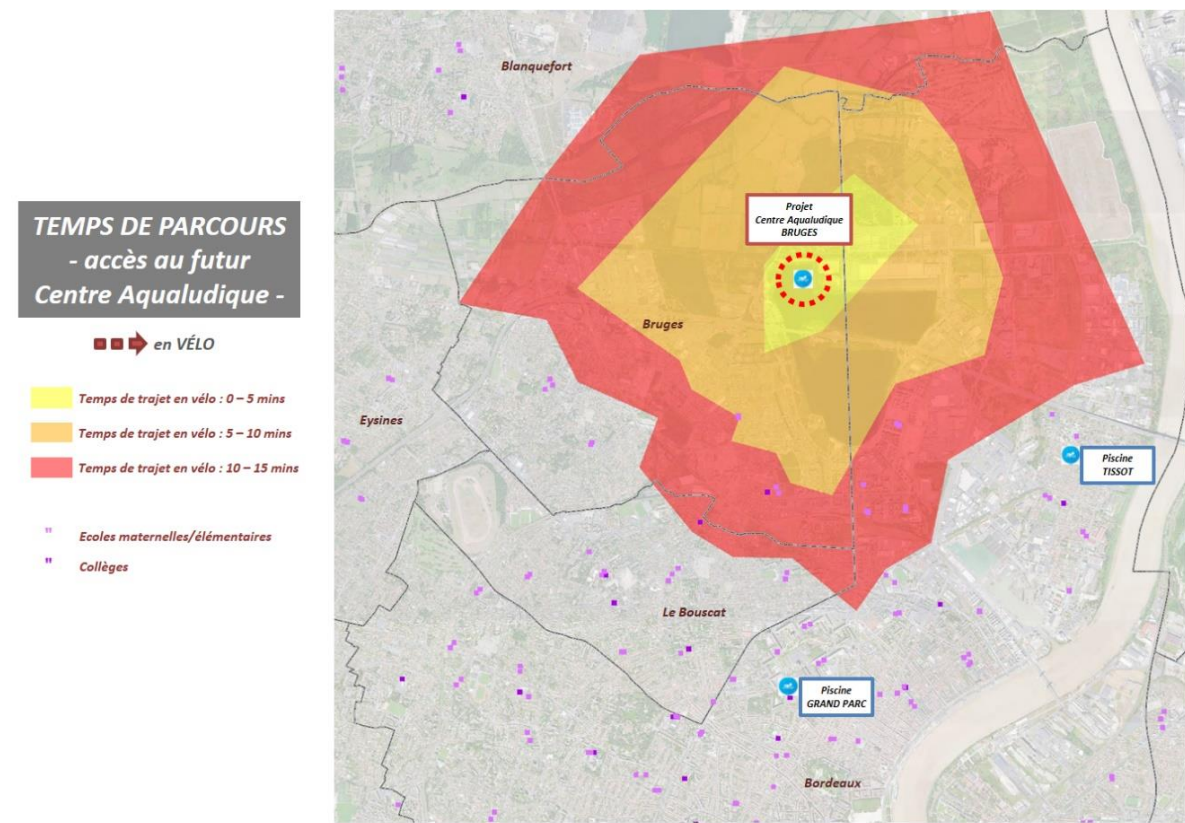 TEMPS DE PARCOURS
- accès au futur
Centre Aqualudique -
en VÉLO
Temps de trajet en vélo : 0 – 5 mins
Temps de trajet en vélo : 5 – 10 mins
Temps de trajet en vélo : 10 – 15 mins
" Ecoles maternelles/élémentaires
" Collèges
Blanquefort
Projet
Centre Aqualudique
BRUGES
Bruges
Eysines
Piscine
TISSOT
Le Bouscat
Piscine
GRAND PARC
Bordeaux